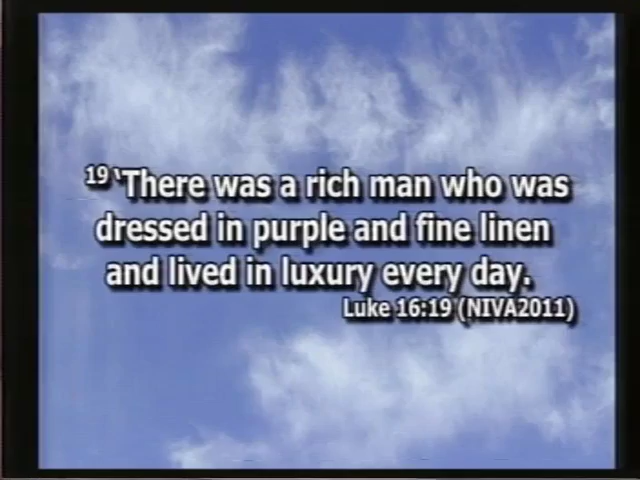 19 ‘There was a rich man who was
dressed in purple and fine linen
and lived in luxury every day.
Luke 16:19 (NIVA2011)